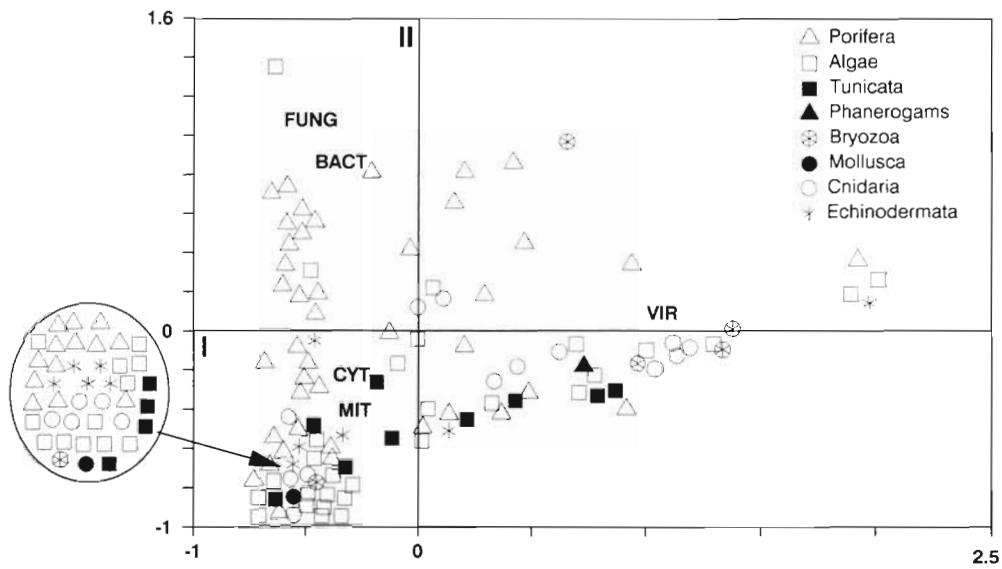 1.6
II
Porifera
Algae
FUNG
Tunicata
Phanerogams
BACT
Bryozoa
Mollusca
Cnidaria
Echinodermata
VIR
0
I
CYT
MIT
-1
-1
0
2.5